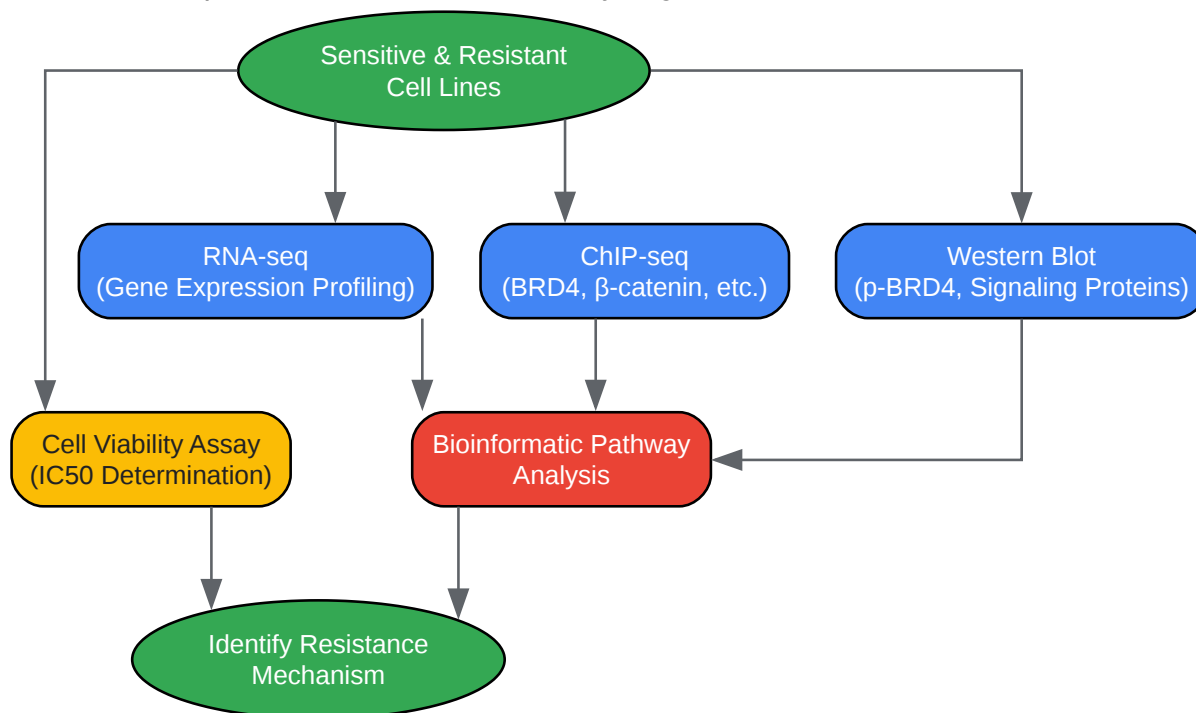 Sensitive & Resistant
Cell Lines
RNA-seq
(Gene Expression Profiling)
ChIP-seq
(BRD4, β-catenin, etc.)
Western Blot
(p-BRD4, Signaling Proteins)
Cell Viability Assay
(IC50 Determination)
Bioinformatic Pathway
Analysis
Identify Resistance
Mechanism